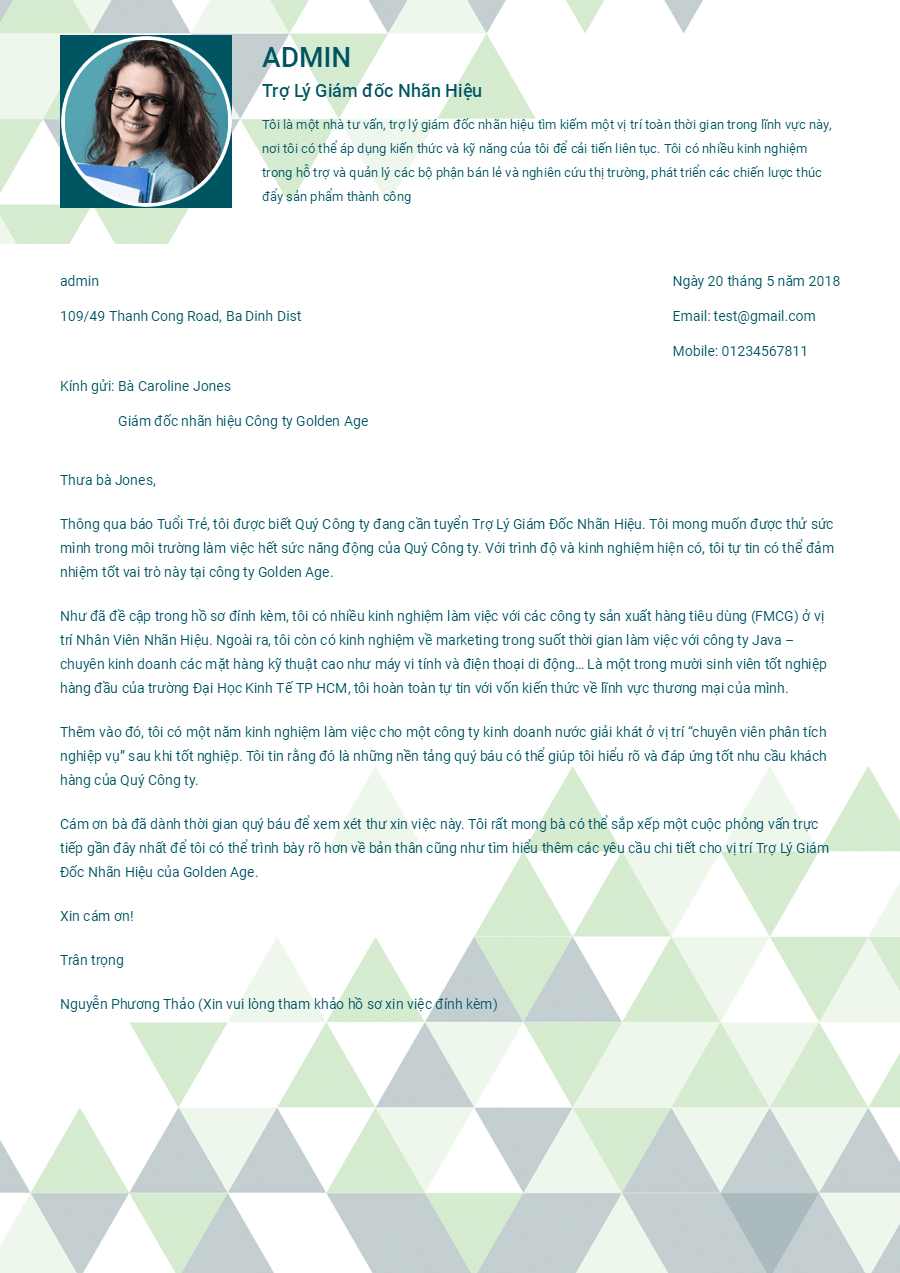 ADMIN
Trợ Lý Giám đốc Nhãn Hiệu
Tôi là một nhà tư vấn, trợ lý giám đốc nhãn hiệu tìm kiếm một vị trí toàn thời gian trong lĩnh vực này,
nơi tôi có thể áp dụng kiến thức và kỹ năng của tôi để cải tiến liên tục. Tôi có nhiều kinh nghiệm
trong hỗ trợ và quản lý các bộ phận bán lẻ và nghiên cứu thị trường, phát triển các chiến lược thúc
đẩy sản phẩm thành công
admin
Ngày 20 tháng 5 năm 2018
109/49 Thanh Cong Road, Ba Dinh Dist
Email: test@gmail.com
Mobile: 01234567811
Kính gửi: Bà Caroline Jones
Giám đốc nhãn hiệu Công ty Golden Age
Thưa bà Jones,
Thông qua báo Tuổi Trẻ, tôi được biết Quý Công ty đang cần tuyển Trợ Lý Giám Đốc Nhãn Hiệu. Tôi mong muốn được thử sức
mình trong môi trường làm việc hết sức năng động của Quý Công ty. Với trình độ và kinh nghiệm hiện có, tôi tự tin có thể đảm
nhiệm tốt vai trò này tại công ty Golden Age.
Như đã đề cập trong hồ sơ đính kèm, tôi có nhiều kinh nghiệm làm việc với các công ty sản xuất hàng tiêu dùng (FMCG) ở vị
trí Nhân Viên Nhãn Hiệu. Ngoài ra, tôi còn có kinh nghiệm về marketing trong suốt thời gian làm việc với công ty Java –
chuyên kinh doanh các mặt hàng kỹ thuật cao như máy vi tính và điện thoại di động... Là một trong mười sinh viên tốt nghiệp
hàng đầu của trường Đại Học Kinh Tế TP HCM, tôi hoàn toàn tự tin với vốn kiến thức về lĩnh vực thương mại của mình.
Thêm vào đó, tôi có một năm kinh nghiệm làm việc cho một công ty kinh doanh nước giải khát ở vị trí “chuyên viên phân tích
nghiệp vụ” sau khi tốt nghiệp. Tôi tin rằng đó là những nền tảng quý báu có thể giúp tôi hiểu rõ và đáp ứng tốt nhu cầu khách
hàng của Quý Công ty.
Cám ơn bà đã dành thời gian quý báu để xem xét thư xin việc này. Tôi rất mong bà có thể sắp xếp một cuộc phỏng vấn trực
tiếp gần đây nhất để tôi có thể trình bày rõ hơn về bản thân cũng như tìm hiểu thêm các yêu cầu chi tiết cho vị trí Trợ Lý Giám
Đốc Nhãn Hiệu của Golden Age.
Xin cám ơn!
Trân trọng
Nguyễn Phương Thảo (Xin vui lòng tham khảo hồ sơ xin việc đính kèm)